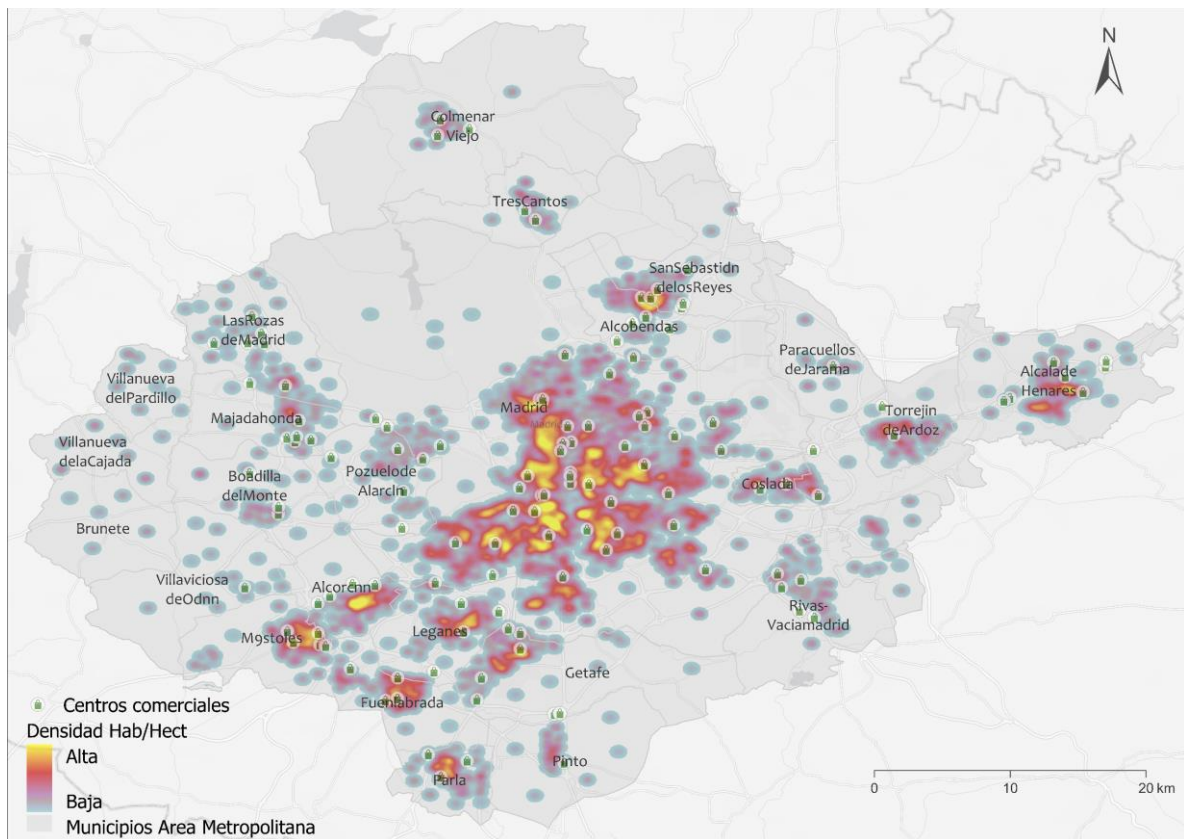 N
Colmenar
Viejo
TresCantos
SanSebastidn
delosReyes
LasRozas
deMadrid
Alcobendas
Paracuellos
deJarama
Alcalade
Henares
Villanueva
delPardillo
Madrid
Majadahonda
Torrejin
deArdoz
Villanueva
delaCajada
Boadilla
delMonte
Pozuelode
Alarcln
Coslada
Brunete
Villaviciosa
deOdnn
Alcorcnn
Rivas-
Vaciamadrid
M9stoles
Leganes
Getafe
Fuenlabrada
Pinto
Parla
Centros comerciales
Densidad Hab/Hect
Alta
Baja
Municipios Area Metropolitana
0 10 20 km